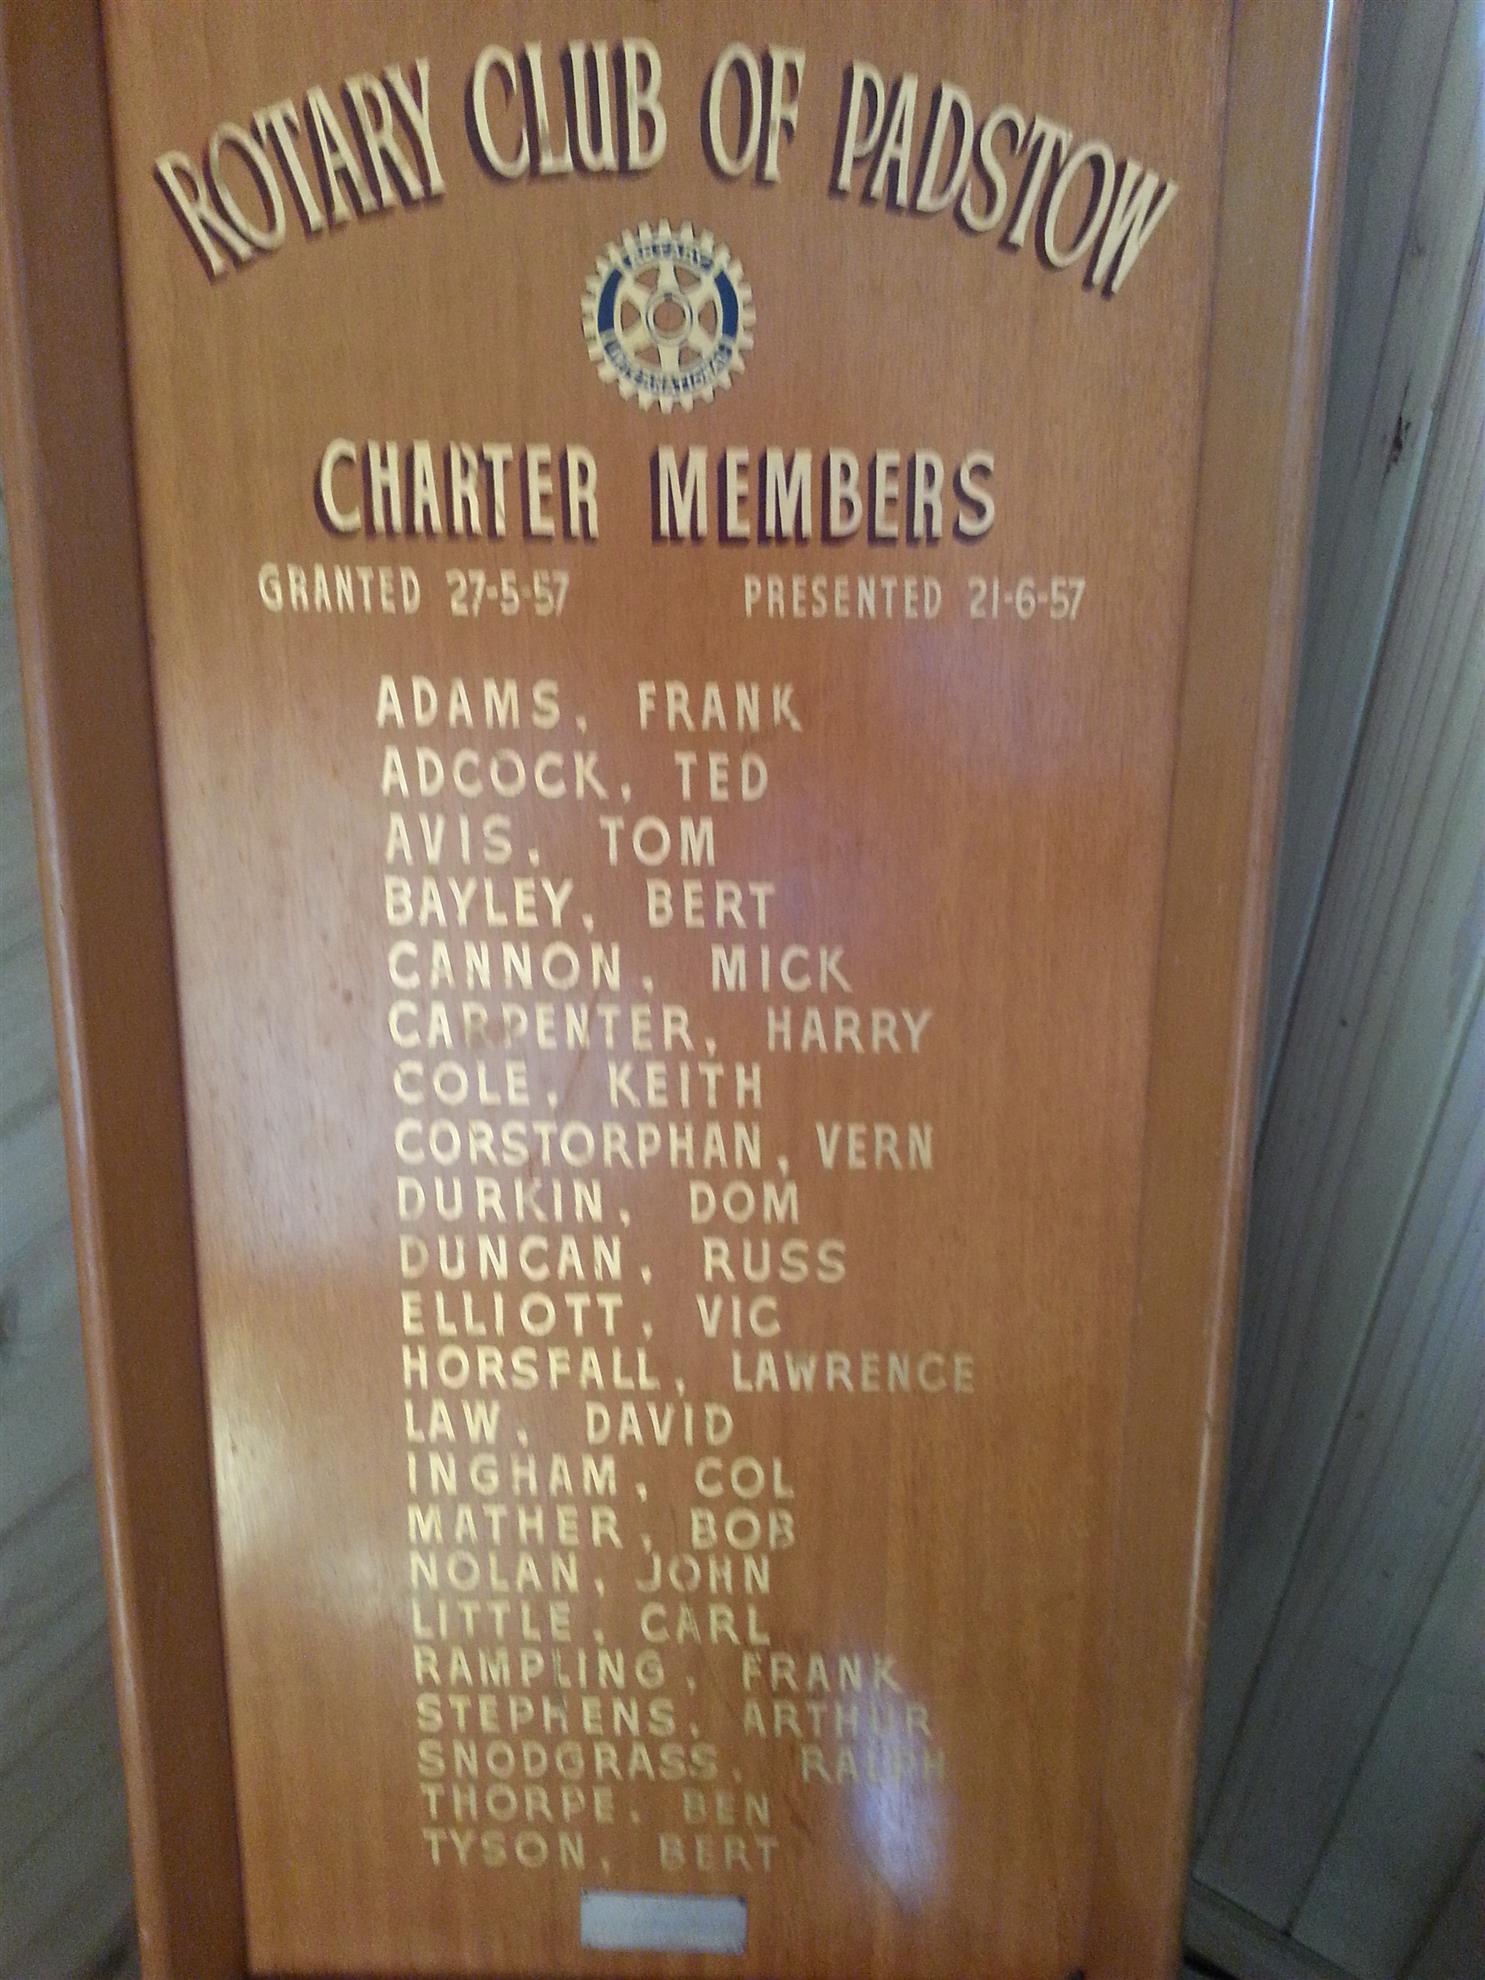 ROTARY CLUB OF PADSTOW
ROTARY
INTERNATIONAL
CHARTER MEMBERS
GRANTED 27-5-57 PRESENTED 21-6-57
ADAMS, FRANK
ADCOCK, TED
AVIS, TOM
BAYLEY, BERT
CANNON, MICK
CARPENTER, HARRY
COLE, KEITH
CORSTORPHAN, VERN
DURKIN, DOM
DUNCAN, RUSS
ELLIOTT, VIC
HORSFALL, LAWRENCE
LAW, DAVID
INGHAM, COL
MATHER, BOB
NOLAN, JOHN
LITTLE, CARL
RAMPLING, FRANK
STEPHENS, ARTHUR
SNODGRASS, RALPH
THORPE, BEN
TYSON, BERT